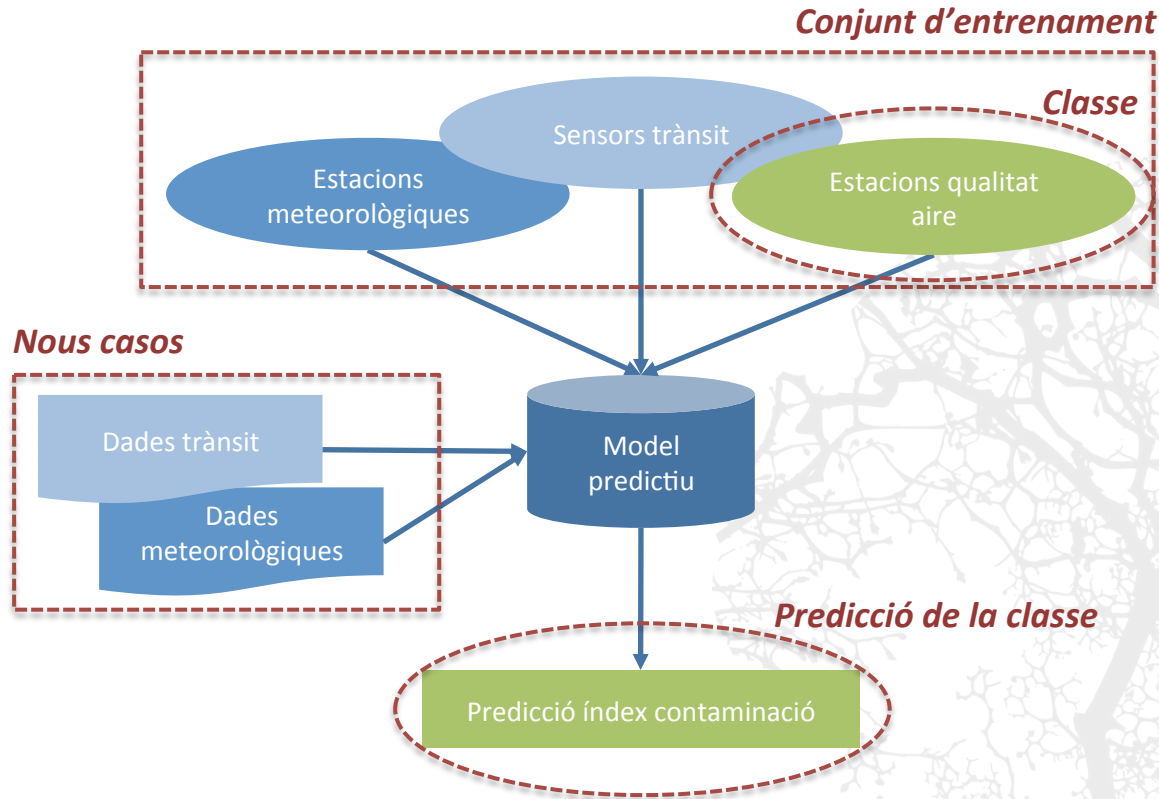 Conjunt d’entrenament
Classe
Sensors trànsit
Estacions
meteorològiques
Estacions qualitat
aire
Nous casos
Dades trànsit
Dades
meteorològiques
Model
predictiu
Predicció de la classe
Predicció índex contaminació